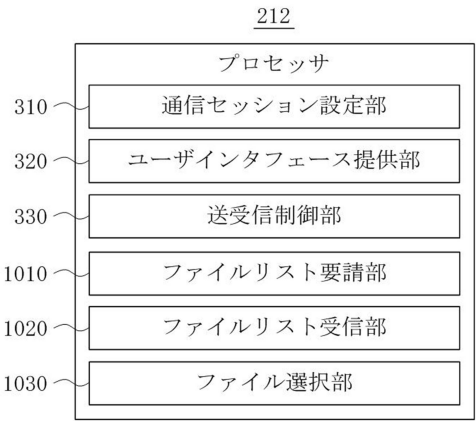 212
プロセッサ
310 通信セッション設定部
320 ユーザインタフェース提供部
330 送受信制御部
1010 ファイルリスト要請部
1020 ファイルリスト受信部
1030 ファイル選択部